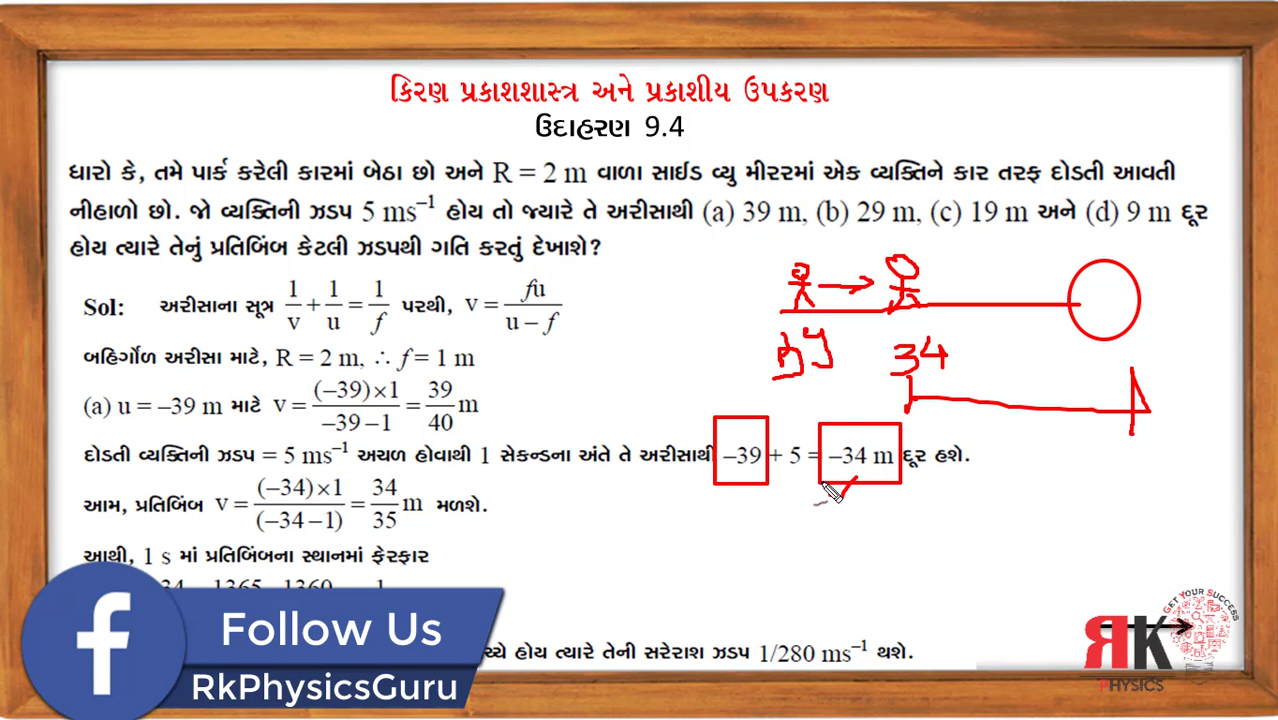 કિરણ પ્રકાશશાસ્ત્ર અને પ્રકાશીય ઉપકરણ
ઉદાહરણ 9.4
ધારો કે, તમે પાર્ક કરેલી કારમાં બેઠા છો અને R = 2 m વાળા સાઈડ વ્યુ મીરરમાં એક વ્યક્તિને કાર તરફ દોડતી આવતી
નીહાળો છો. જો વ્યક્તિની ઝડપ 5 ms⁻¹ હોય તો જ્યારે તે અરીસાથી (a) 39 m, (b) 29 m, (c) 19 m અને (d) 9 m દૂર
હોય ત્યારે તેનું પ્રતિબિંબ કેટલી ઝડપથી ગતિ કરતું દેખાશે?
Sol: અરીસાના સૂત્ર 1/v + 1/u = 1/f પરથી, v = fu/(u – f)
બહિર્ગોળ અરીસા માટે, R = 2 m, ∴ f = 1 m
34
(a) u = –39 m માટે v = (–39)×1/(–39 –1) = 39/40 m
દોડતી વ્યક્તિની ઝડપ = 5 ms⁻¹ અચળ હોવાથી 1 સેકન્ડના અંતે તે અરીસાથી –39 + 5 = –34 m દૂર હશે.
આમ, પ્રતિબિંબ v = (–34)×1/(–34 –1) = 34/35 m મળશે.
આથી, 1 s માં પ્રતિબિંબના સ્થાનમાં ફેરફાર
હોય ત્યારે તેની સરેરાશ ઝડપ 1/280 ms⁻¹ થશે.
f Follow Us
RkPhysicsGuru
GET YOUR SUCCESS
RK
PHYSICS